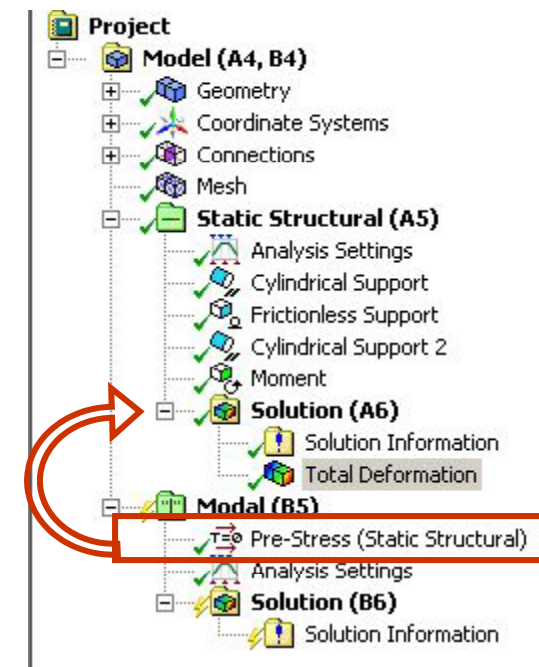 Project
Model (A4, B4)
Geometry
Coordinate Systems
Connections
Mesh
Static Structural (A5)
Analysis Settings
Cylindrical Support
Frictionless Support
Cylindrical Support 2
Moment
Solution (A6)
Solution Information
Total Deformation
Modal (B5)
T=0 Pre-Stress (Static Structural)
Analysis Settings
Solution (B6)
Solution Information